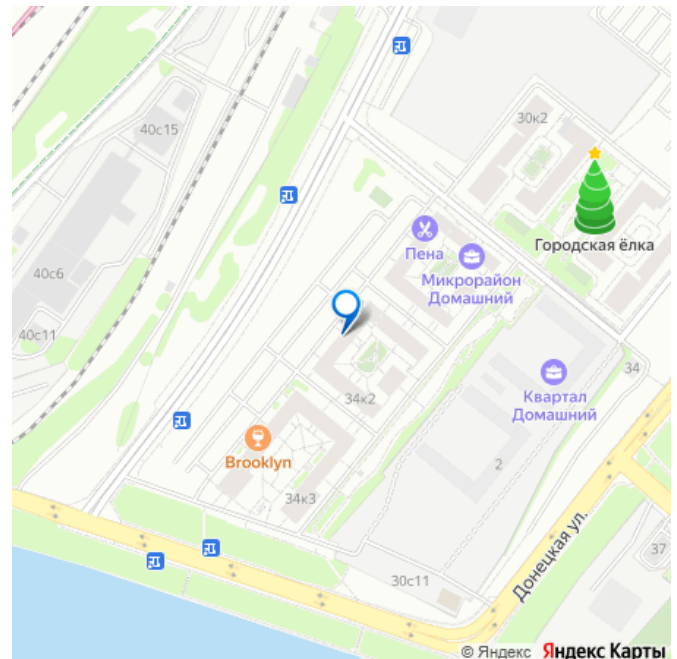 40с15
30к2
Городская ёлка
Пена
Микрорайон
Домашний
40с6
40с11
34
Квартал
Домашний
34к2
Brooklyn
2
34к3
Донецкая ул.
37
30с11
© Яндекс Яндекс Карты